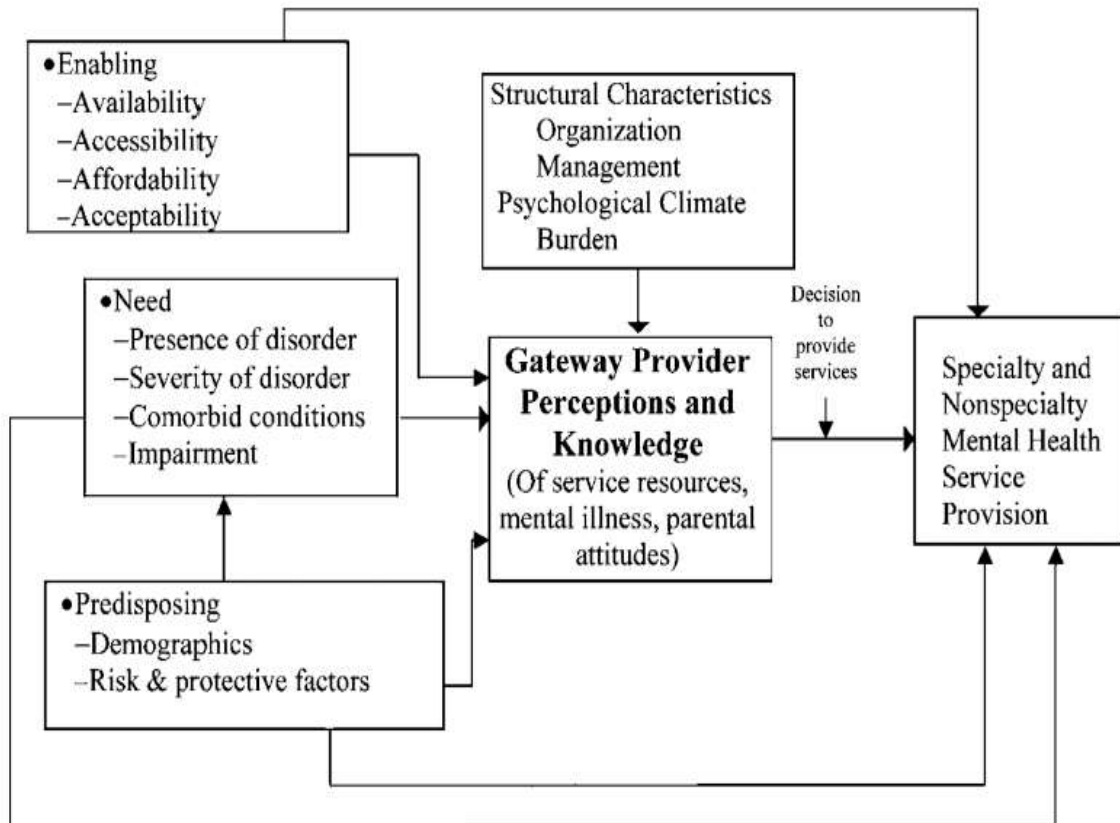 •Enabling
–Availability
–Accessibility
–Affordability
–Acceptability
Structural Characteristics
Organization
Management
Psychological Climate
Burden
•Need
–Presence of disorder
–Severity of disorder
–Comorbid conditions
–Impairment
Decision
to
provide
services
Gateway Provider
Perceptions and
Knowledge
(Of service resources,
mental illness, parental
attitudes)
Specialty and
Nonspecialty
Mental Health
Service
Provision
•Predisposing
–Demographics
–Risk & protective factors